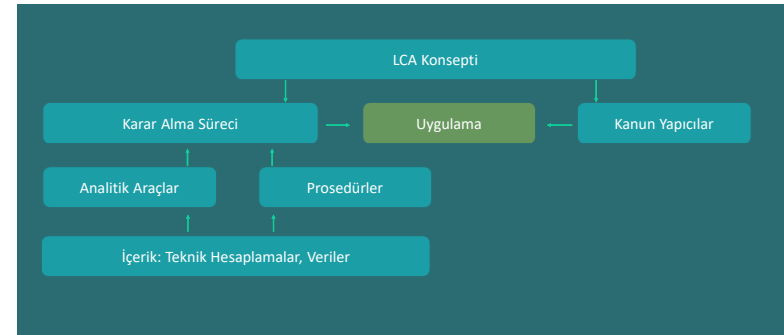 LCA Konsepti
Karar Alma Süreci
Uygulama
Kanun Yapıcılar
Analitik Araçlar
Prosedürler
İçerik: Teknik Hesaplamalar, Veriler